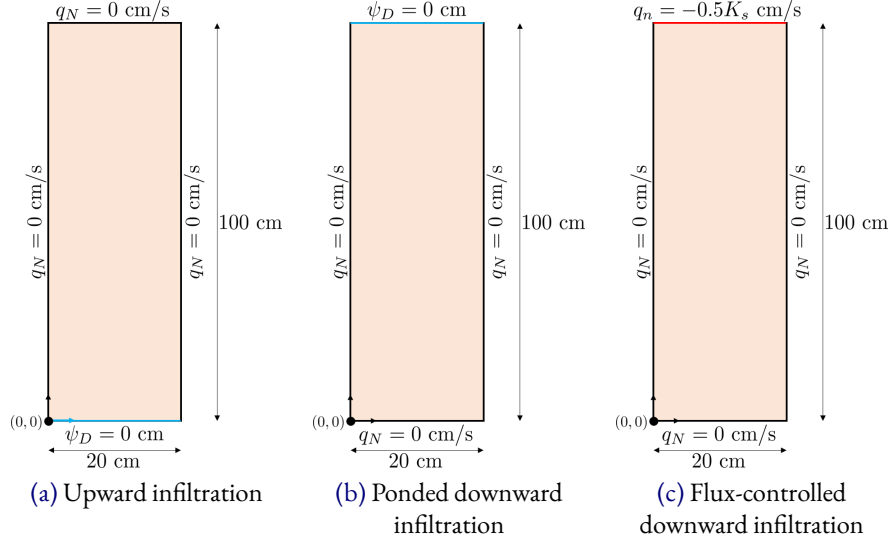 q_N = 0 cm/s
q_N = 0 cm/s
q_N = 0 cm/s
100 cm
(0,0)
ψ_D = 0 cm
20 cm
(a) Upward infiltration
ψ_D = 0 cm
q_N = 0 cm/s
q_N = 0 cm/s
100 cm
(0,0)
q_N = 0 cm/s
20 cm
(b) Ponded downward
infiltration
q_n = −0.5K_s cm/s
q_N = 0 cm/s
q_N = 0 cm/s
100 cm
(0,0)
q_N = 0 cm/s
20 cm
(c) Flux-controlled
downward infiltration